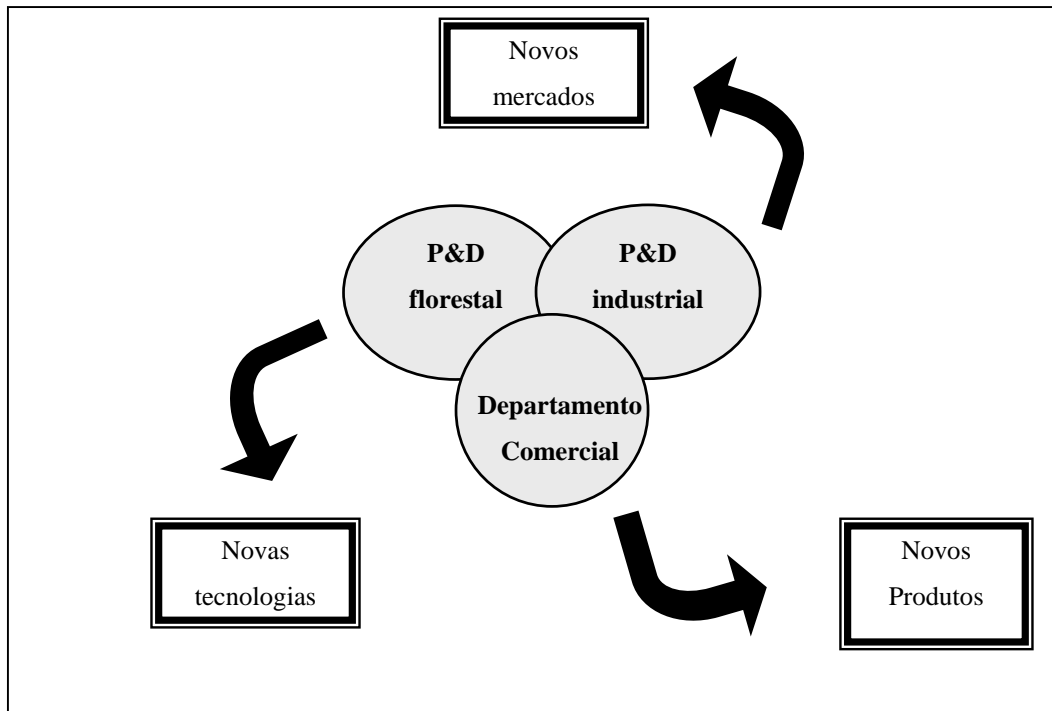 Novos
mercados
P&D
florestal
P&D
industrial
Departamento
Comercial
Novas
tecnologias
Novos
Produtos